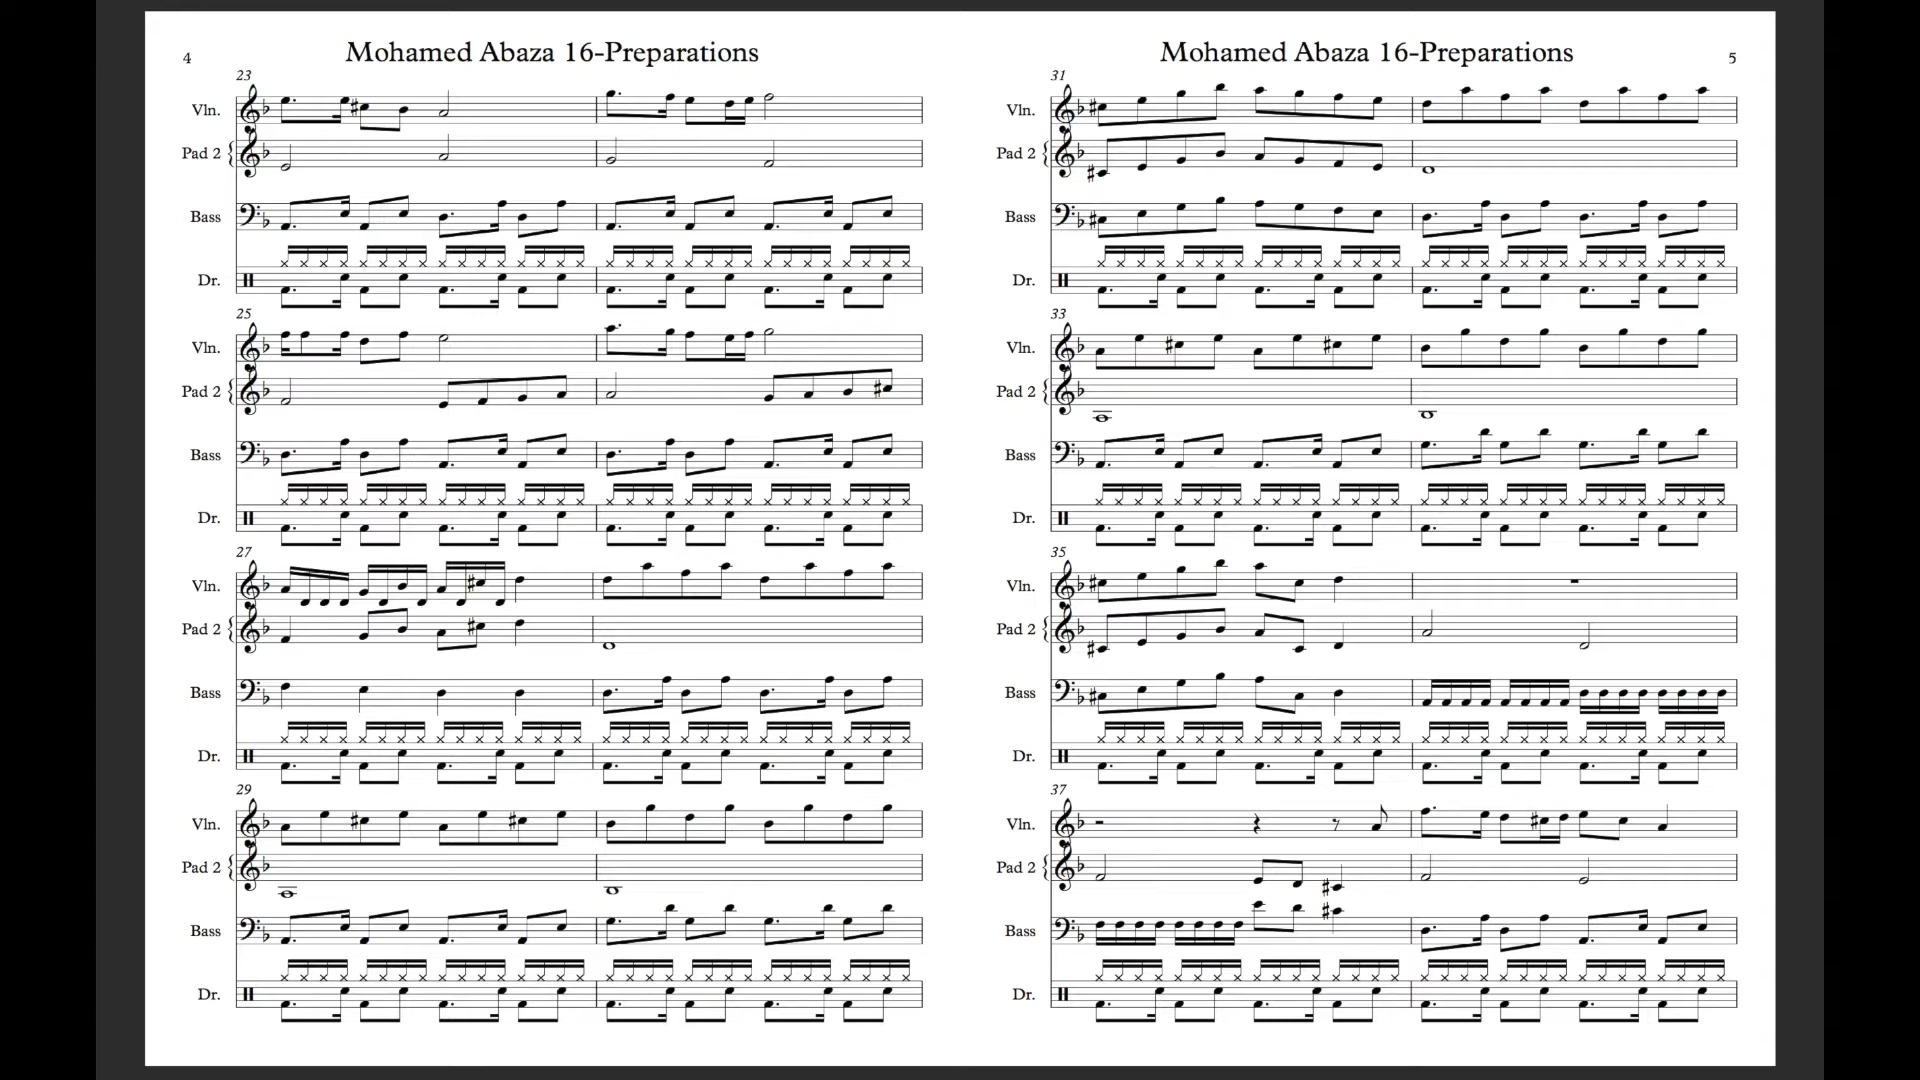 4
Mohamed Abaza 16-Preparations
23
Vln.
Pad 2
Bass
Dr.
25
Vln.
Pad 2
Bass
Dr.
27
Vln.
Pad 2
Bass
Dr.
29
Vln.
Pad 2
Bass
Dr.
Mohamed Abaza 16-Preparations
5
31
Vln.
Pad 2
Bass
Dr.
33
Vln.
Pad 2
Bass
Dr.
35
Vln.
Pad 2
Bass
Dr.
37
Vln.
Pad 2
Bass
Dr.